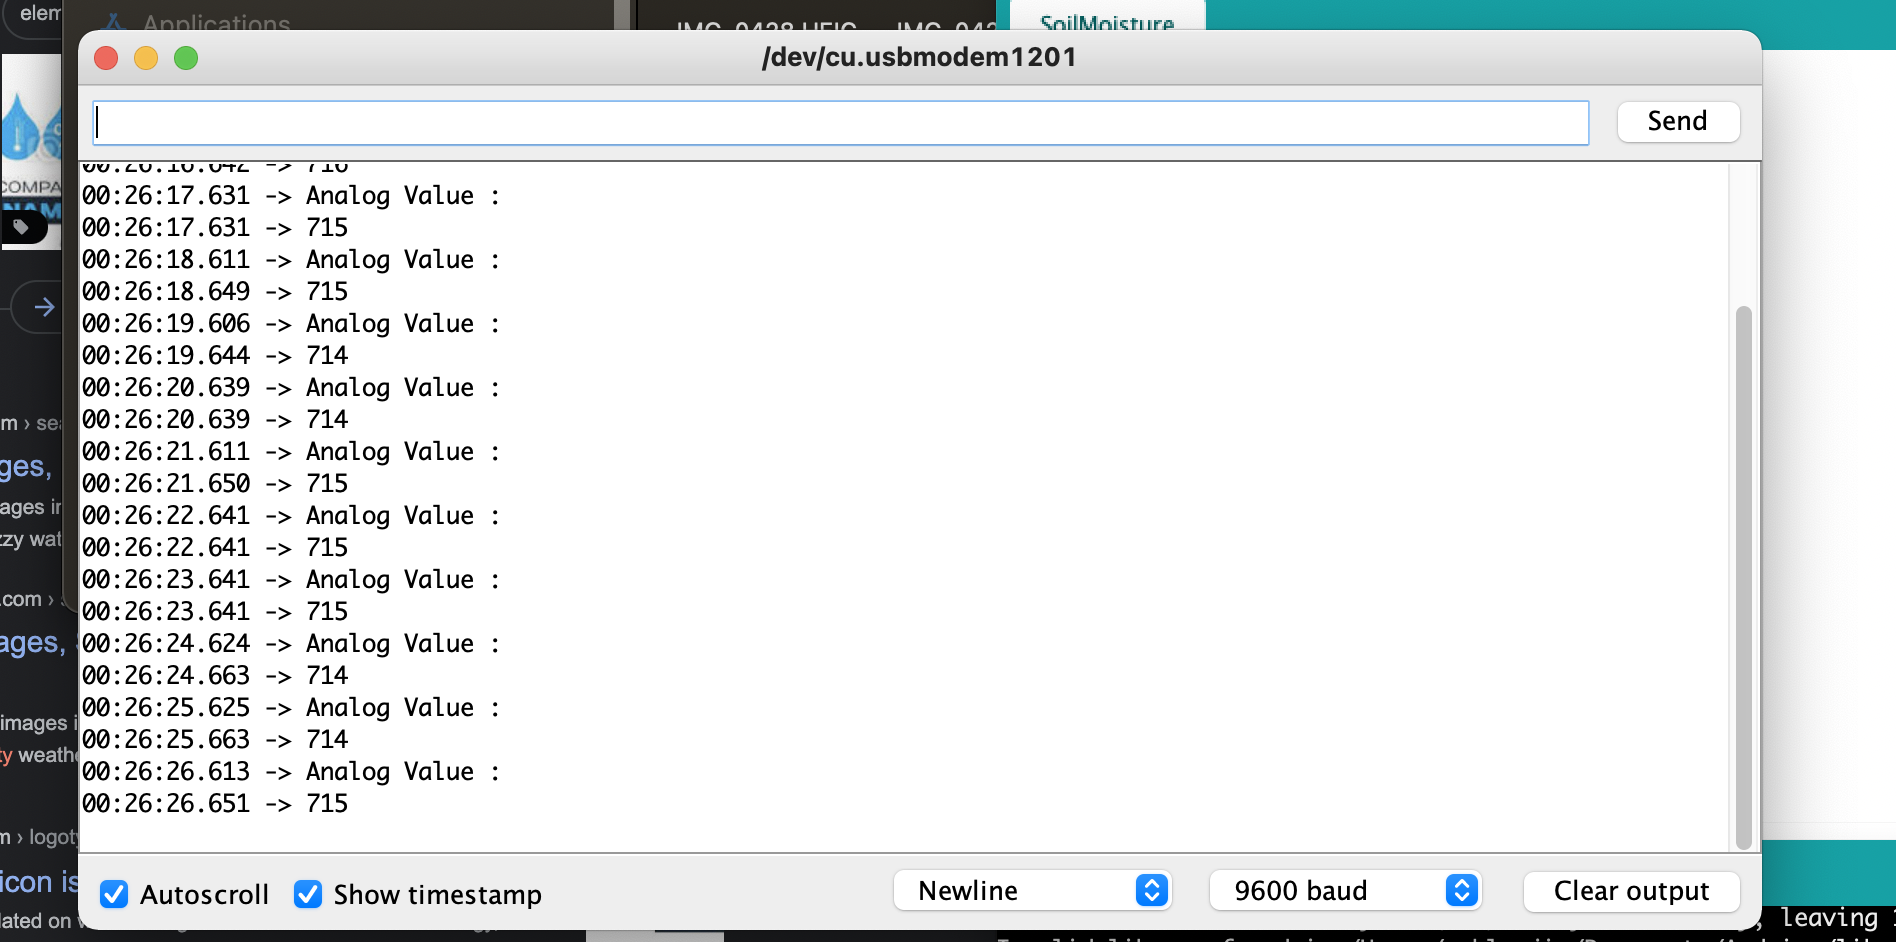 elem
Applications
IMG_0428.HEIC
SoilMoisture
/dev/cu.usbmodem1201
Send
COMPA
NAM
00:26:16.642 -> 716
00:26:17.631 -> Analog Value :
00:26:17.631 -> 715
00:26:18.611 -> Analog Value :
00:26:18.649 -> 715
00:26:19.606 -> Analog Value :
00:26:19.644 -> 714
00:26:20.639 -> Analog Value :
00:26:20.639 -> 714
00:26:21.611 -> Analog Value :
00:26:21.650 -> 715
00:26:22.641 -> Analog Value :
00:26:22.641 -> 715
00:26:23.641 -> Analog Value :
00:26:23.641 -> 715
00:26:24.624 -> Analog Value :
00:26:24.663 -> 714
00:26:25.625 -> Analog Value :
00:26:25.663 -> 714
00:26:26.613 -> Analog Value :
00:26:26.651 -> 715
m › sea
ges,
ages in
zzy wat
.com ›
ages,
images i
ty weathe
m › logoty
icon is
lated on
Autoscroll
Show timestamp
Newline
9600 baud
Clear output
, leaving 1